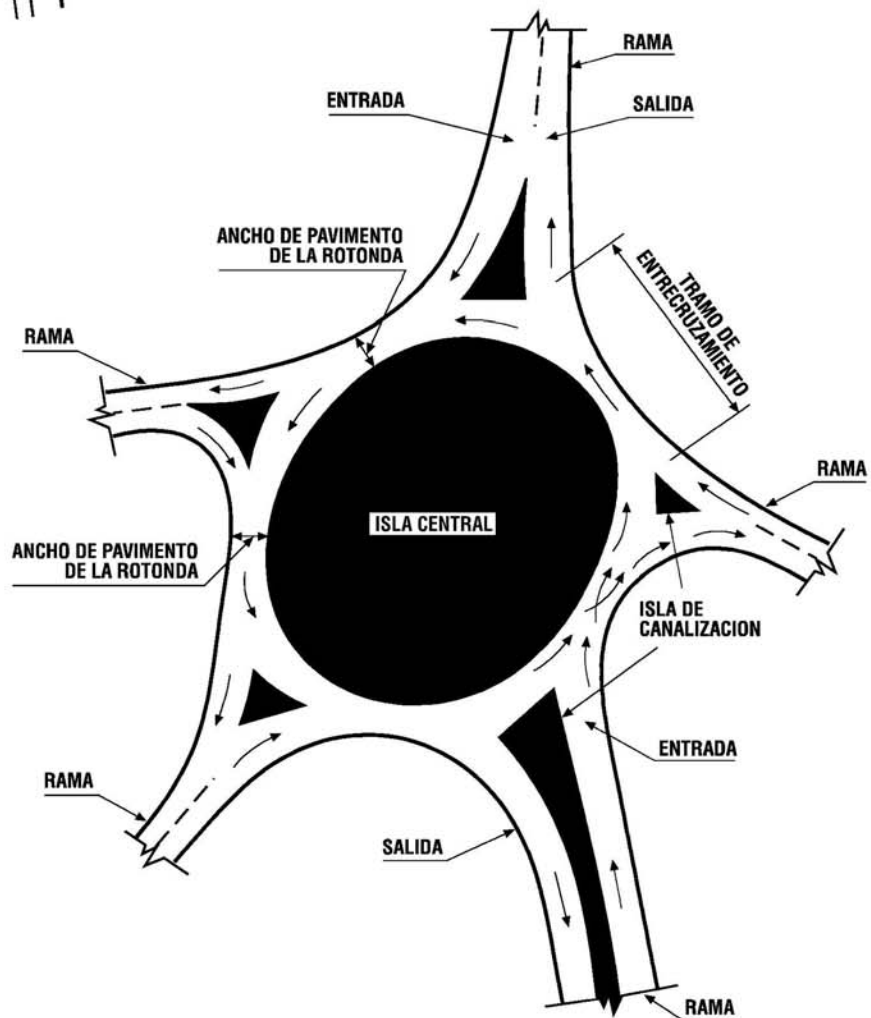 RAMA
ENTRADA
SALIDA
ANCHO DE PAVIMENTO
DE LA ROTONDA
TRAMO DE
ENTRECRUZAMIENTO
RAMA
RAMA
ISLA CENTRAL
ANCHO DE PAVIMENTO
DE LA ROTONDA
ISLA DE
CANALIZACION
ENTRADA
RAMA
SALIDA
RAMA